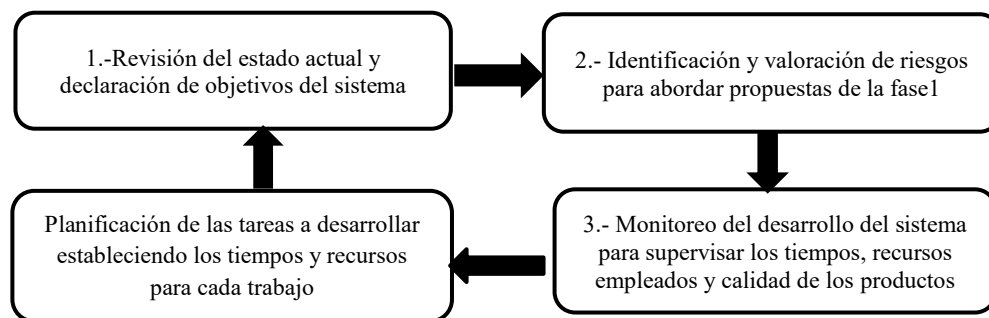 1.-Revisión del estado actual y
declaración de objetivos del sistema
2.- Identificación y valoración de riesgos
para abordar propuestas de la fase1
3.- Monitoreo del desarrollo del sistema
para supervisar los tiempos, recursos
empleados y calidad de los productos
Planificación de las tareas a desarrollar
estableciendo los tiempos y recursos
para cada trabajo